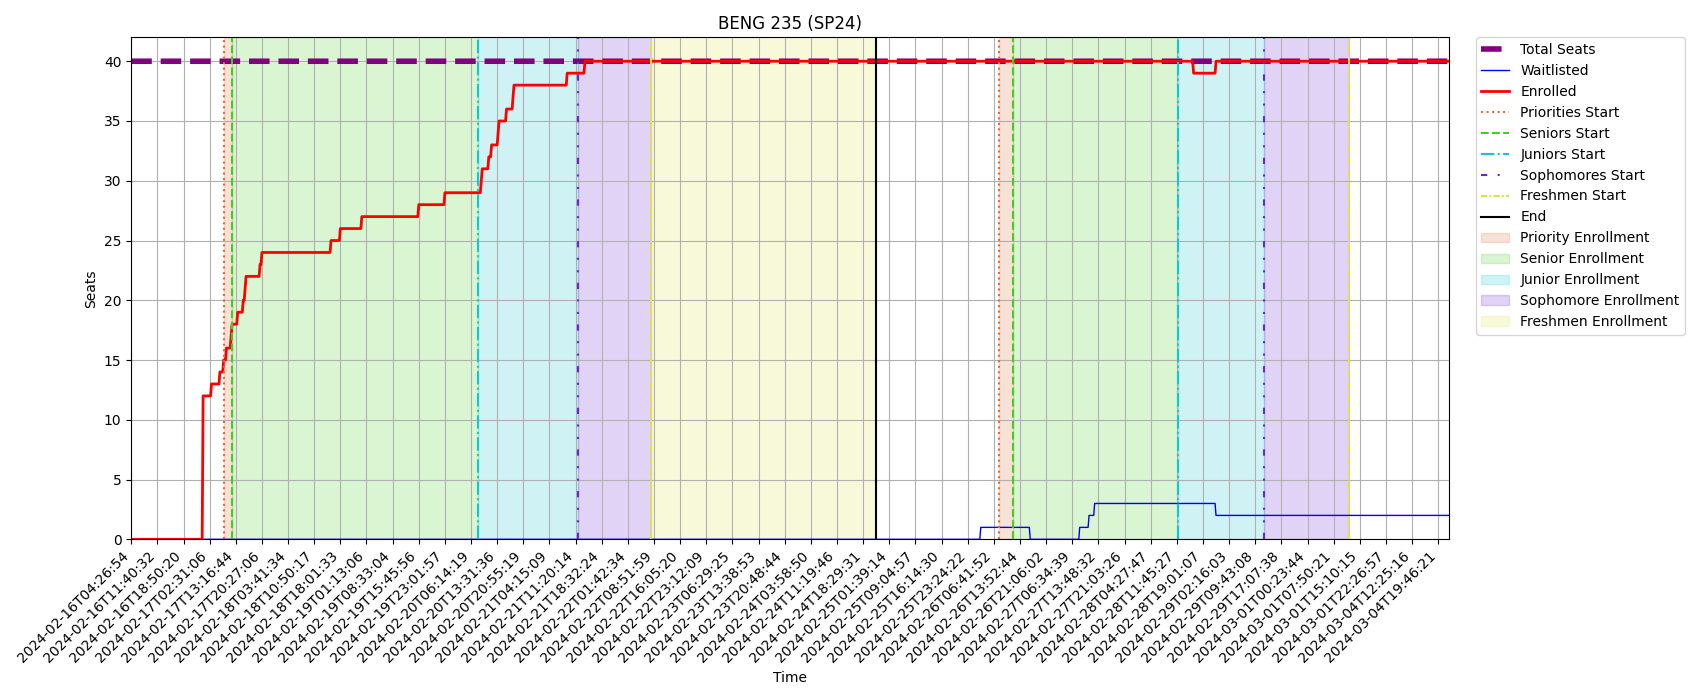 BENG 235 (SP24)
Seats
40
35
30
25
20
15
10
5
0
2024-02-16T04:26:54
2024-02-16T11:40:32
2024-02-16T18:50:20
2024-02-17T02:31:06
2024-02-17T13:16:44
2024-02-17T20:27:06
2024-02-18T03:41:34
2024-02-18T10:50:17
2024-02-18T18:01:33
2024-02-19T01:13:06
2024-02-19T08:33:04
2024-02-19T15:45:56
2024-02-19T23:01:57
2024-02-20T06:14:19
2024-02-20T13:31:36
2024-02-20T20:55:19
2024-02-21T04:15:09
2024-02-21T11:20:14
2024-02-21T18:32:24
2024-02-22T01:42:34
2024-02-22T08:51:59
2024-02-22T16:05:20
2024-02-22T23:12:09
2024-02-23T06:29:25
2024-02-23T13:38:53
2024-02-23T20:48:44
2024-02-24T03:58:50
2024-02-24T11:19:46
2024-02-24T18:29:31
2024-02-25T01:39:14
2024-02-25T09:04:57
2024-02-25T16:14:30
2024-02-25T23:24:22
2024-02-26T06:41:52
2024-02-26T13:52:44
2024-02-26T21:06:02
2024-02-27T06:34:39
2024-02-27T13:48:32
2024-02-27T21:03:26
2024-02-28T04:27:47
2024-02-28T11:45:27
2024-02-28T19:01:07
2024-02-29T02:16:03
2024-02-29T09:43:08
2024-02-29T17:07:38
2024-03-01T00:23:44
2024-03-01T07:50:21
2024-03-01T15:10:15
2024-03-01T22:26:57
2024-03-04T12:25:16
2024-03-04T19:46:21
Time
Total Seats
Waitlisted
Enrolled
Priorities Start
Seniors Start
Juniors Start
Sophomores Start
Freshmen Start
End
Priority Enrollment
Senior Enrollment
Junior Enrollment
Sophomore Enrollment
Freshmen Enrollment